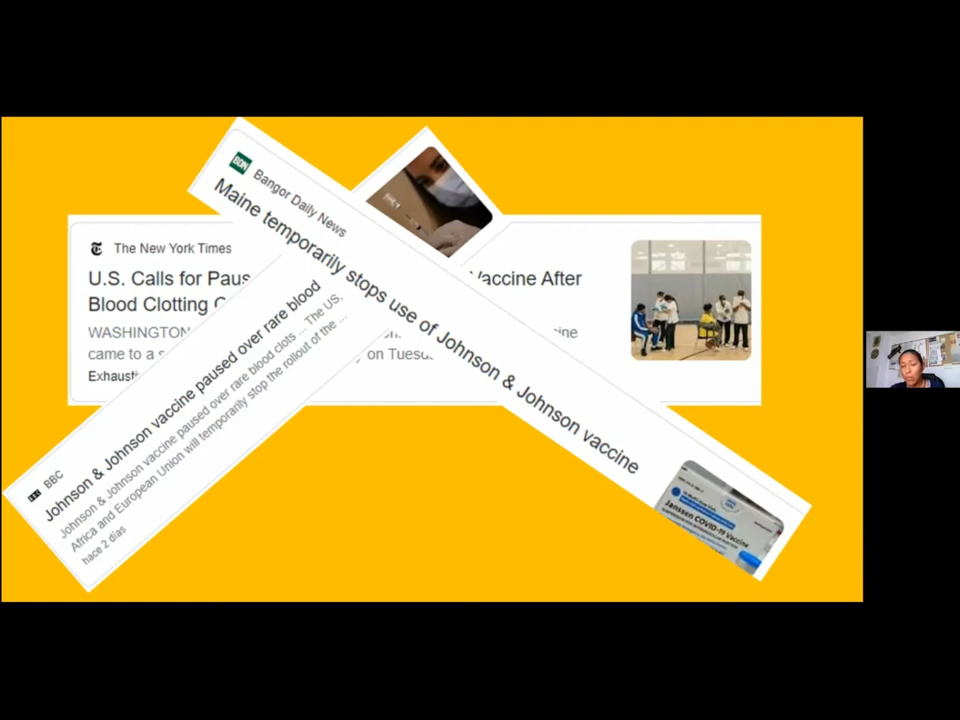 BDN Bangor Daily News
Maine temporarily stops use of Johnson & Johnson vaccine
The New York Times
U.S. Calls for Paus Vaccine After
Blood Clotting
WASHINGTON
came to a s y on Tuesd
BBC
Johnson & Johnson vaccine paused over rare blood
Johnson & Johnson vaccine paused over rare blood clots ... The US,
Africa and European Union will temporarily stop the rollout of the ...
hace 2 días
Janssen COVID-19 Vaccine